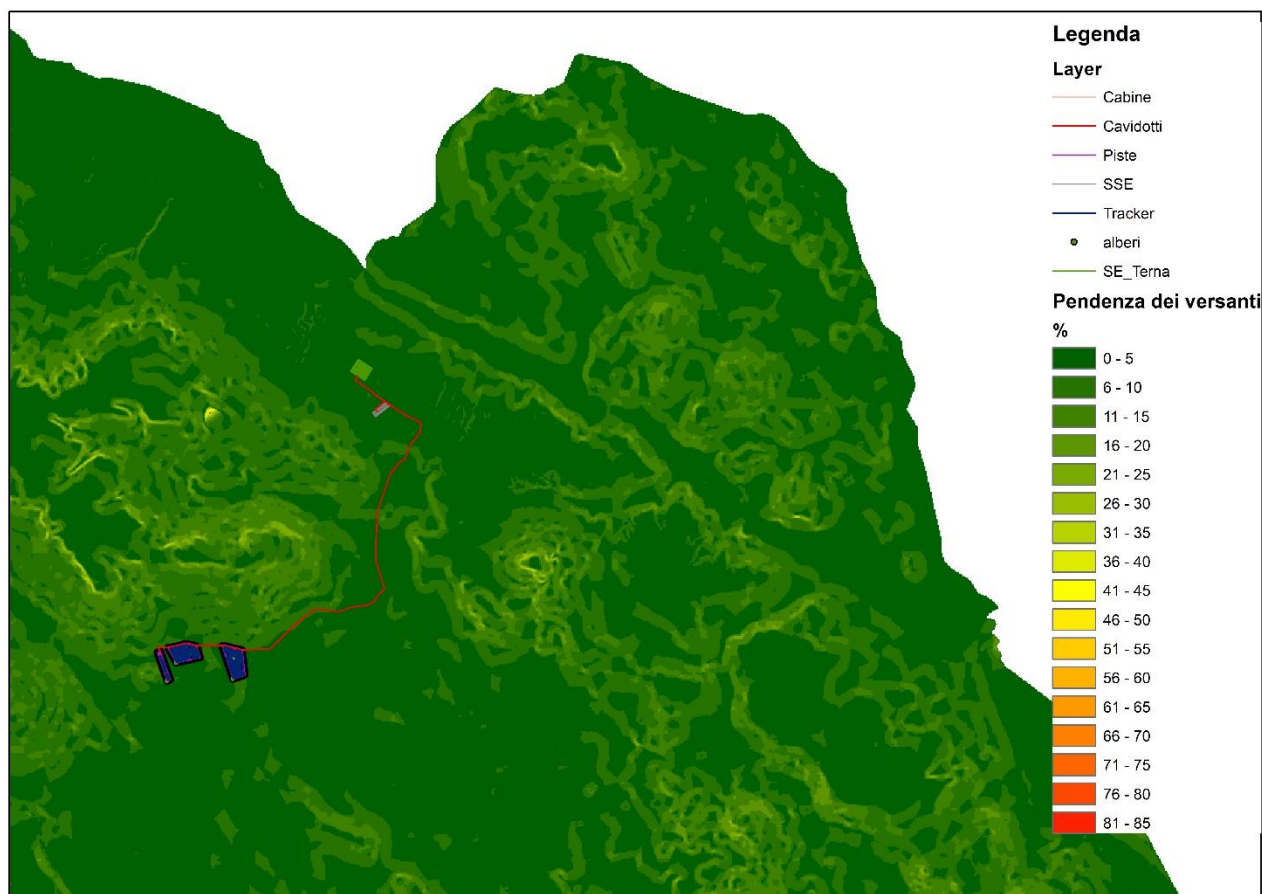 Legenda
Layer
Cabine
Cavidotti
Piste
SSE
Tracker
alberi
SE_Terna
Pendenza dei versanti
%
0 - 5
6 - 10
11 - 15
16 - 20
21 - 25
26 - 30
31 - 35
36 - 40
41 - 45
46 - 50
51 - 55
56 - 60
61 - 65
66 - 70
71 - 75
76 - 80
81 - 85